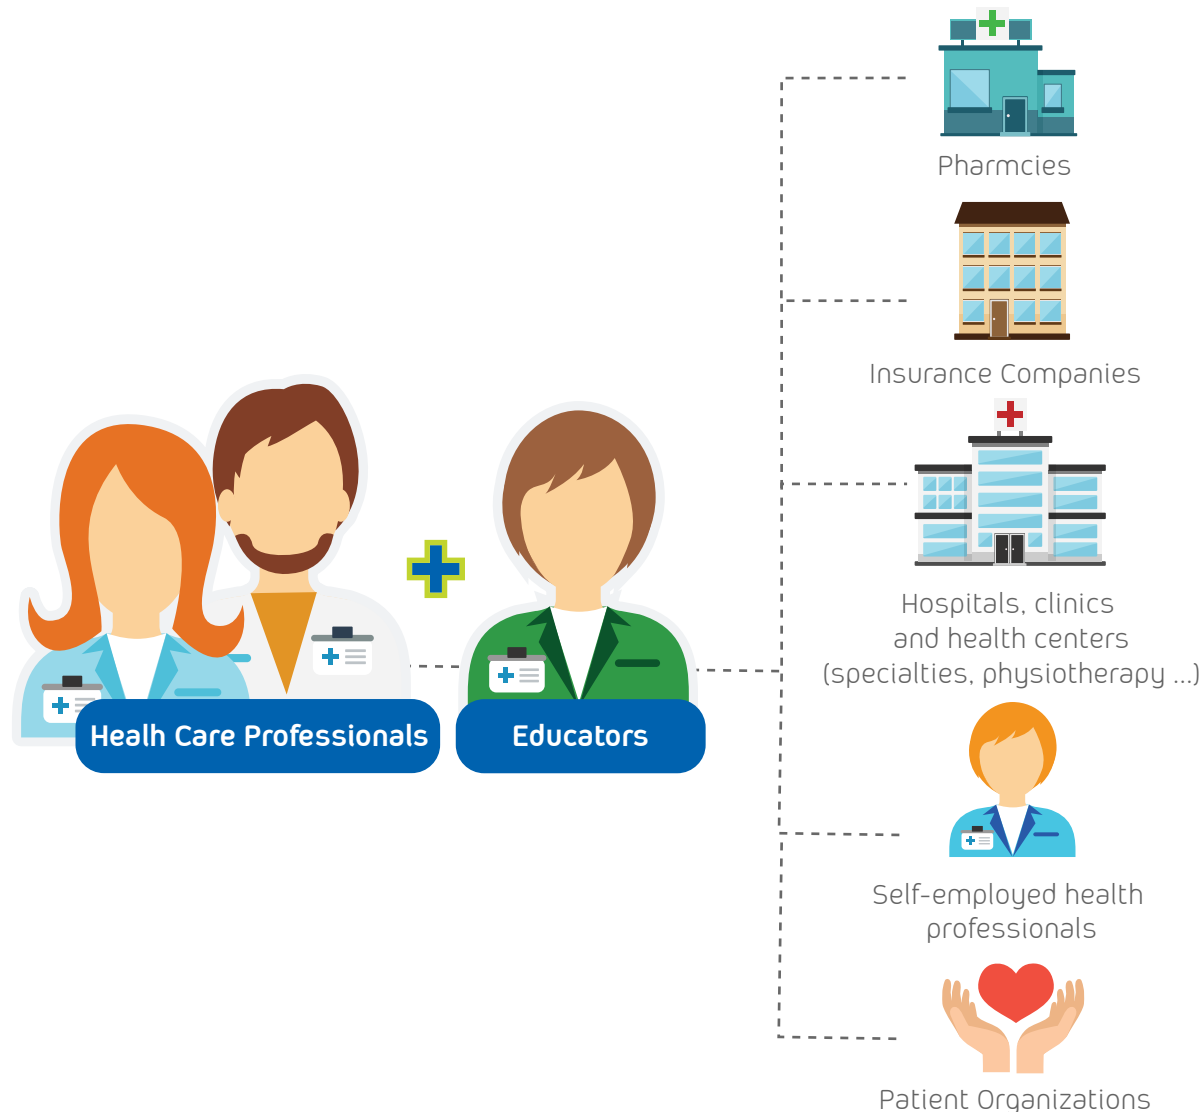 Pharmcies
Insurance Companies
Hospitals, clinics
and health centers
(specialties, physiotherapy ...)
Healh Care Professionals
Educators
Self-employed health
professionals
Patient Organizations